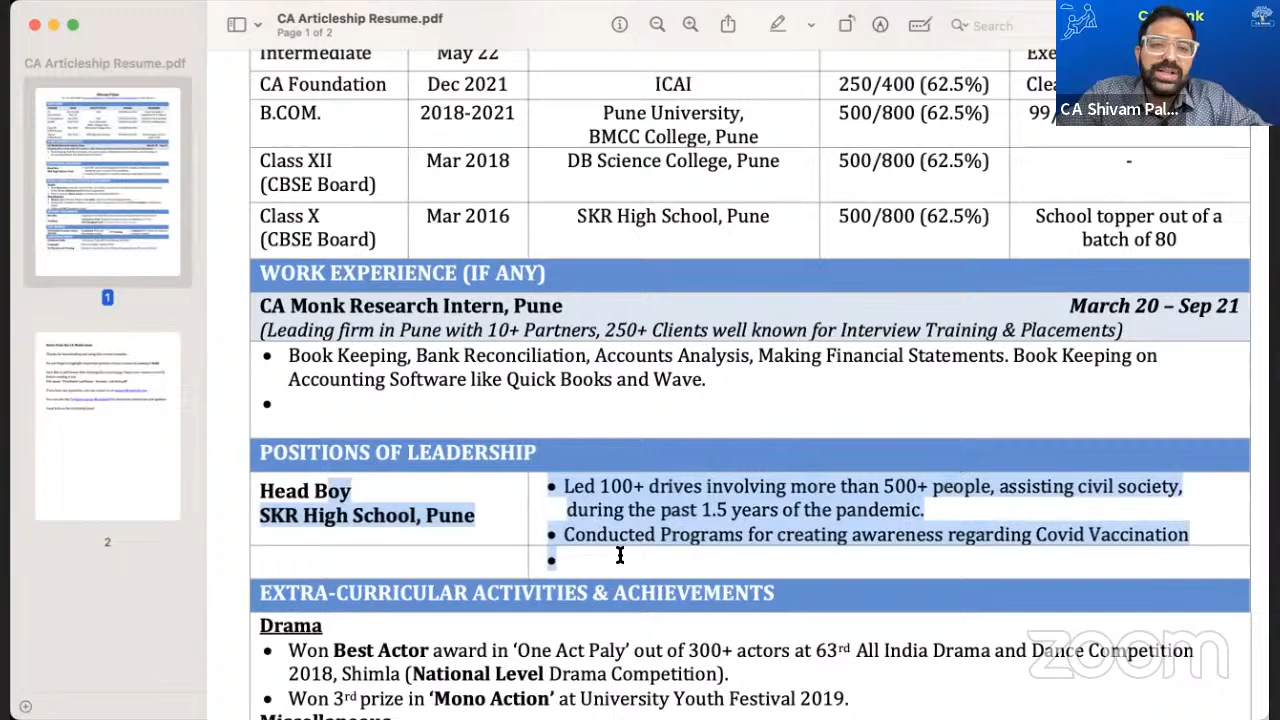 CA Articleship Resume.pdf
Page 1 of 2
Search
CA Monk
CA Shivam Pal...
CA Articleship Resume.pdf
1
2
Intermediate May 22 Exe
CA Foundation Dec 2021 ICAI 250/400 (62.5%) Clea
B.COM. 2018-2021 Pune University, 500/800 (62.5%) 99/
BMCC College, Pune
Class XII Mar 2018 DB Science College, Pune 500/800 (62.5%) -
(CBSE Board)
Class X Mar 2016 SKR High School, Pune 500/800 (62.5%) School topper out of a
(CBSE Board) batch of 80
WORK EXPERIENCE (IF ANY)
CA Monk Research Intern, Pune March 20 – Sep 21
(Leading firm in Pune with 10+ Partners, 250+ Clients well known for Interview Training & Placements)
• Book Keeping, Bank Reconciliation, Accounts Analysis, Making Financial Statements. Book Keeping on
Accounting Software like Quick Books and Wave.
•
POSITIONS OF LEADERSHIP
Head Boy
SKR High School, Pune
• Led 100+ drives involving more than 500+ people, assisting civil society,
during the past 1.5 years of the pandemic.
• Conducted Programs for creating awareness regarding Covid Vaccination
•
EXTRA-CURRICULAR ACTIVITIES & ACHIEVEMENTS
Drama
• Won Best Actor award in ‘One Act Paly’ out of 300+ actors at 63rd All India Drama and Dance Competition
2018, Shimla (National Level Drama Competition).
• Won 3rd prize in ‘Mono Action’ at University Youth Festival 2019.
Miscellaneous
zoom